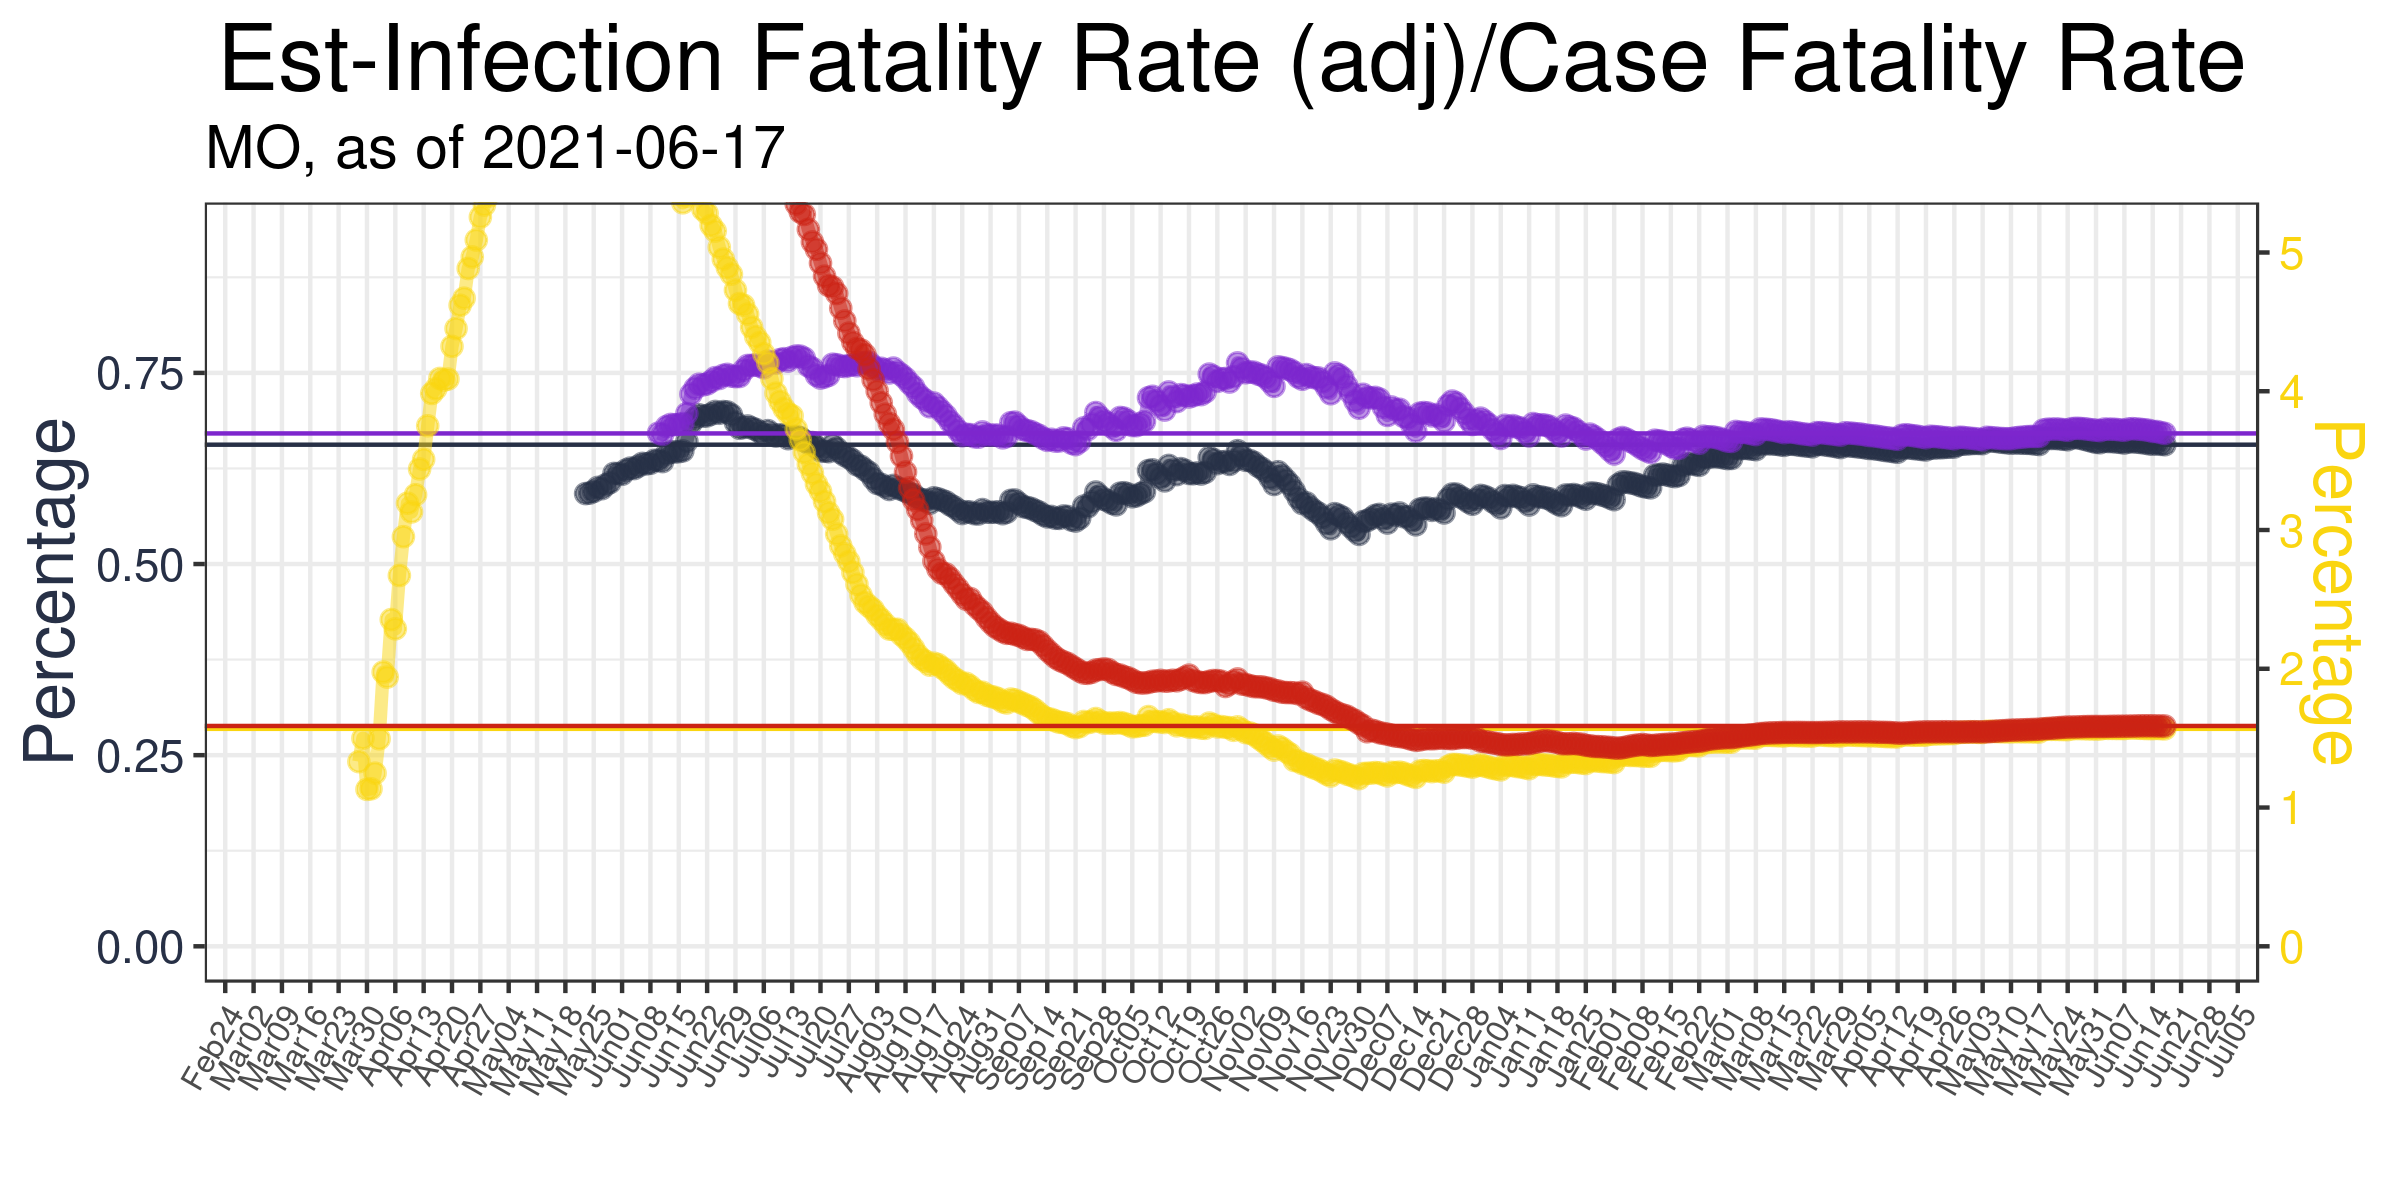 Est-Infection Fatality Rate (adj)/Case Fatality Rate
MO, as of 2021-06-17
Percentage
0.75
0.50
0.25
0.00
5
4
3
2
1
0
Percentage
Feb24
Mar02
Mar09
Mar16
Mar23
Mar30
Apr06
Apr13
Apr20
Apr27
May04
May11
May18
May25
Jun01
Jun08
Jun15
Jun22
Jun29
Jul06
Jul13
Jul20
Jul27
Aug03
Aug10
Aug17
Aug24
Aug31
Sep07
Sep14
Sep21
Sep28
Oct05
Oct12
Oct19
Oct26
Nov02
Nov09
Nov16
Nov23
Nov30
Dec07
Dec14
Dec21
Dec28
Jan04
Jan11
Jan18
Jan25
Feb01
Feb08
Feb15
Feb22
Mar01
Mar08
Mar15
Mar22
Mar29
Apr05
Apr12
Apr19
Apr26
May03
May10
May17
May24
May31
Jun07
Jun14
Jun21
Jun28
Jul05